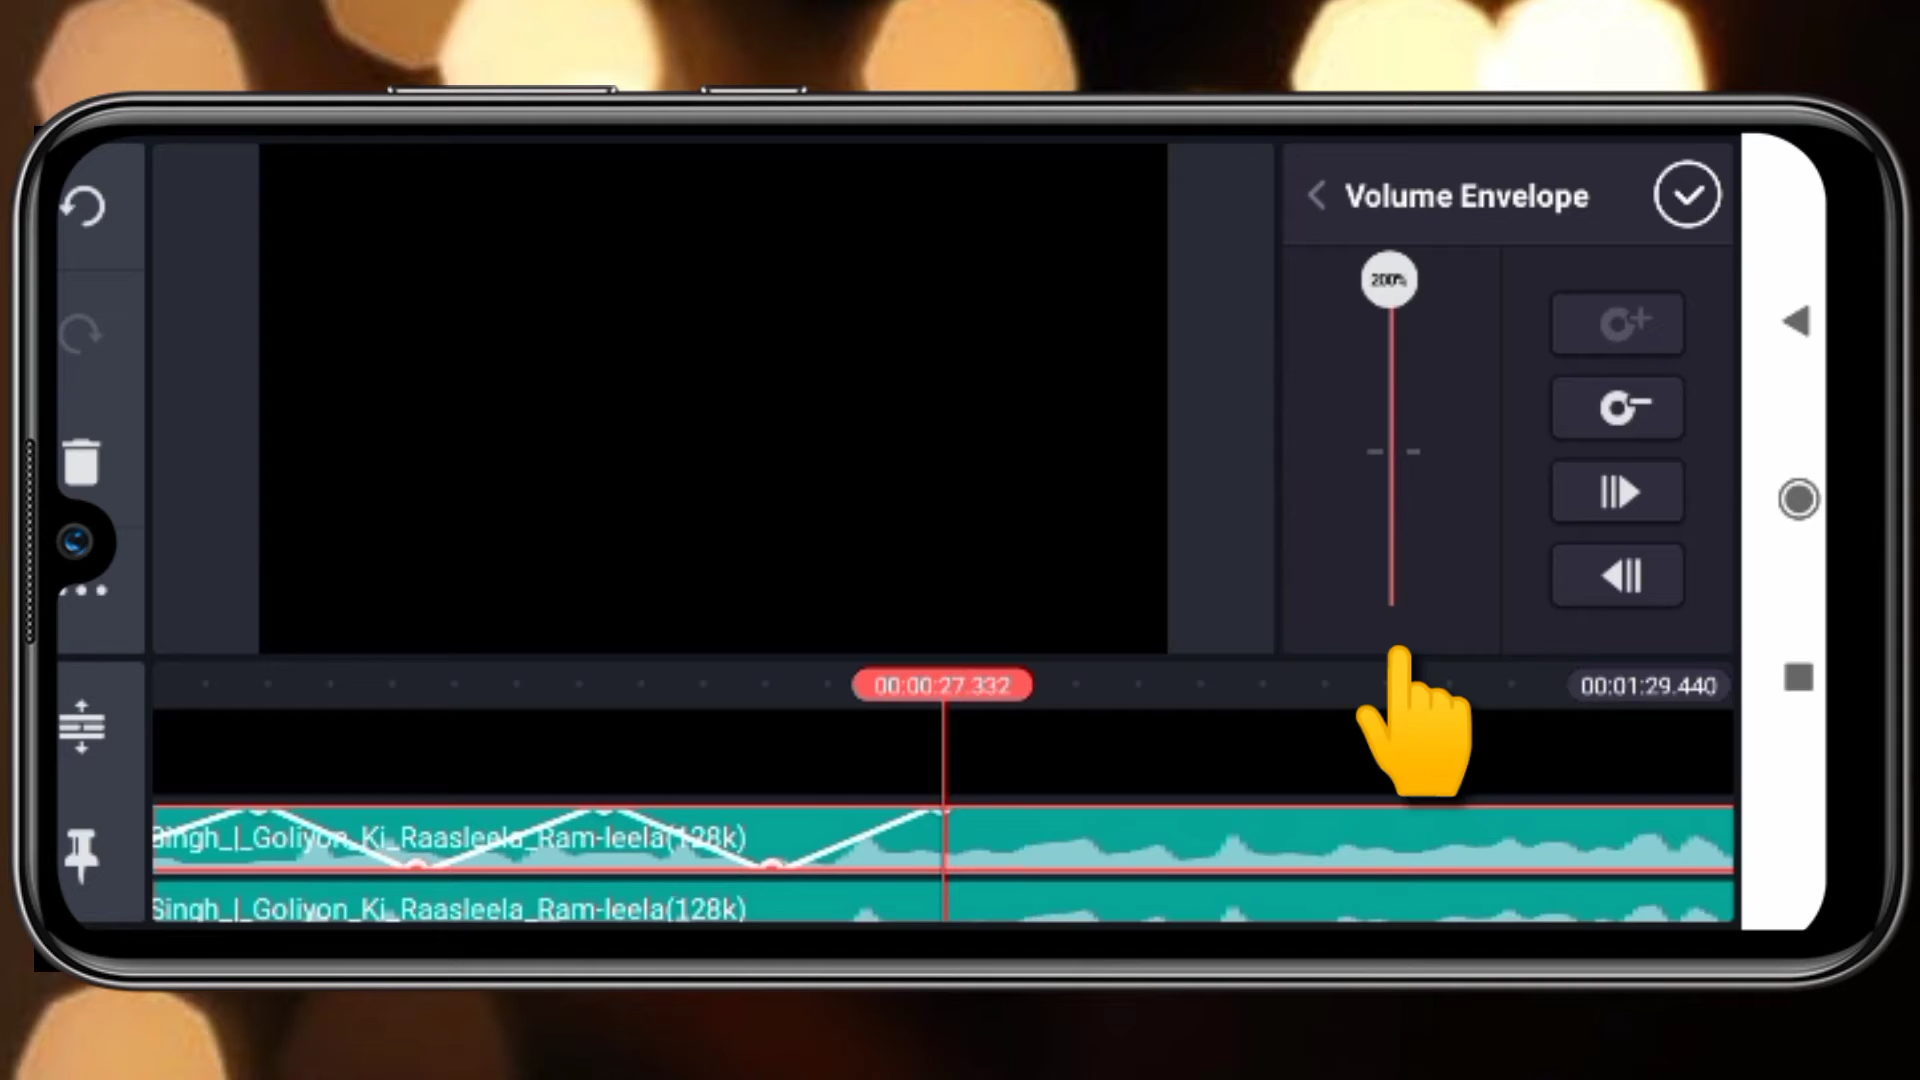 Volume Envelope
200%
00:00:27.332
00:01:29.440
Singh_|_Goliyon_Ki_Raasleela_Ram-leela(128k)
Singh_|_Goliyon_Ki_Raasleela_Ram-leela(128k)